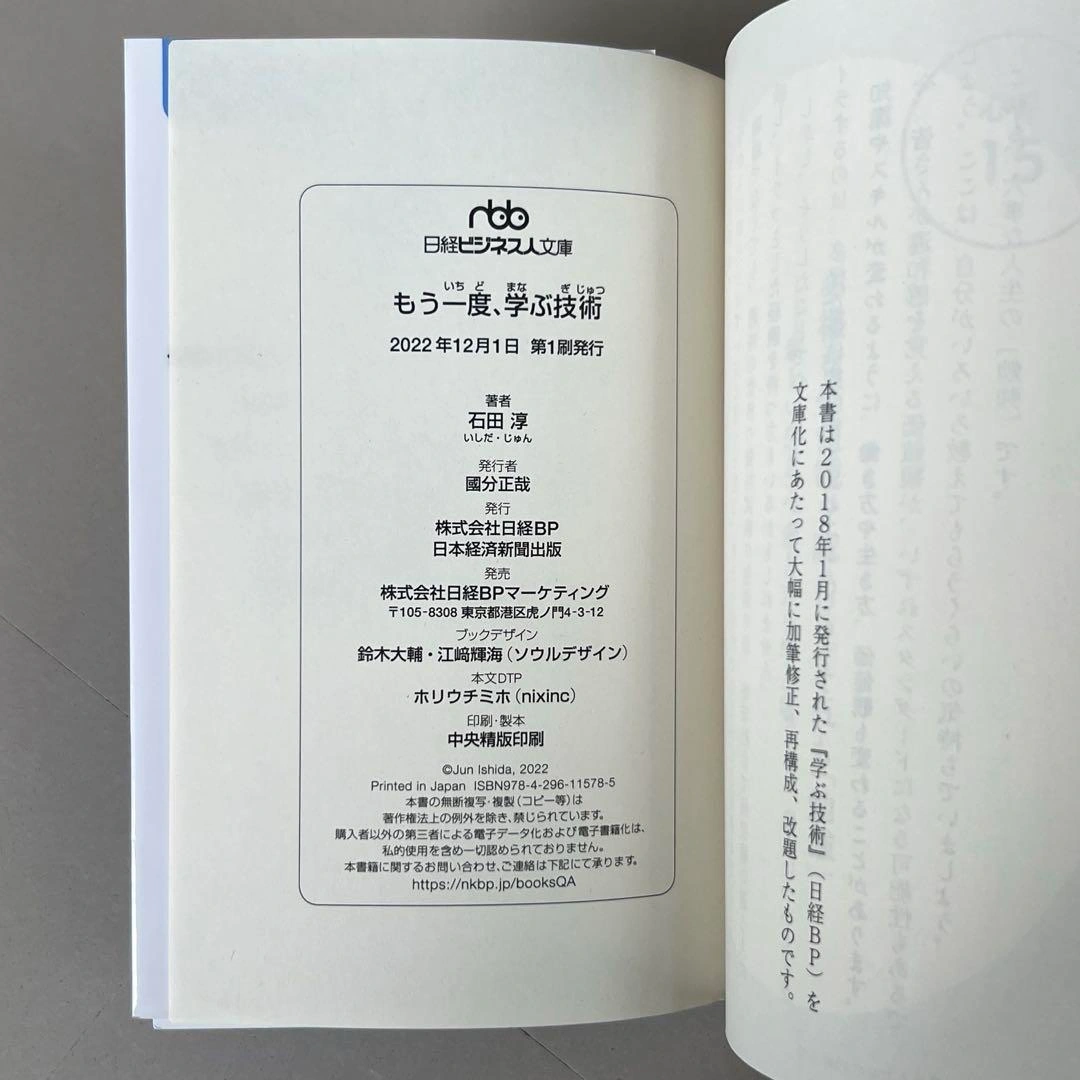 本書は2018年1月に発行された『学ぶ技術』（日経BP）を
文庫化にあたって大幅に加筆修正、再構成、改題したものです。
nbb
日経ビジネス人文庫
いち ど まな ぎ じゅつ
もう一度、学ぶ技術
2022年12月1日 第1刷発行
著者
石田 淳
いしだ・じゅん
発行者
國分正哉
発行
株式会社日経BP
日本経済新聞出版
発売
株式会社日経BPマーケティング
〒105-8308 東京都港区虎ノ門4-3-12
ブックデザイン
鈴木大輔・江﨑輝海（ソウルデザイン）
本文DTP
ホリウチミホ（nixinc）
印刷・製本
中央精版印刷
©Jun Ishida, 2022
Printed in Japan ISBN978-4-296-11578-5
本書の無断複写・複製（コピー等）は
著作権法上の例外を除き、禁じられています。
購入者以外の第三者による電子データ化および電子書籍化は、
私的使用を含め一切認められておりません。
本書籍に関するお問い合わせ、ご連絡は下記にて承ります。
https://nkbp.jp/booksQA